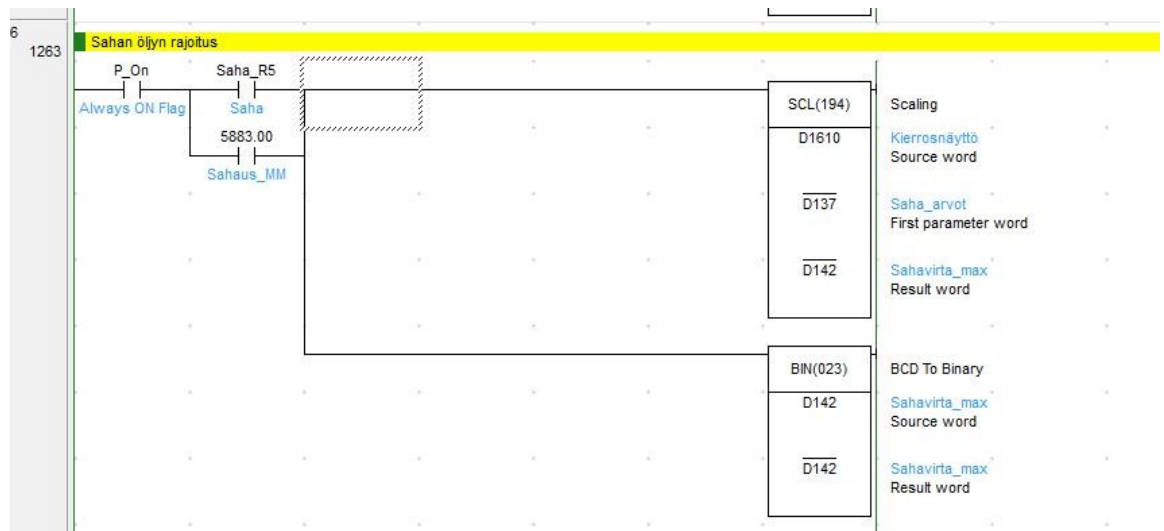 6
1263
Sahan öljyn rajoitus
P_On
Saha_R5
Always ON Flag
Saha
5883.00
Sahaus_MM
SCL(194)
Scaling
D1610
Kierrosnäyttö
Source word
D137
Saha_arvot
First parameter word
D142
Sahavirta_max
Result word
BIN(023)
BCD To Binary
D142
Sahavirta_max
Source word
D142
Sahavirta_max
Result word